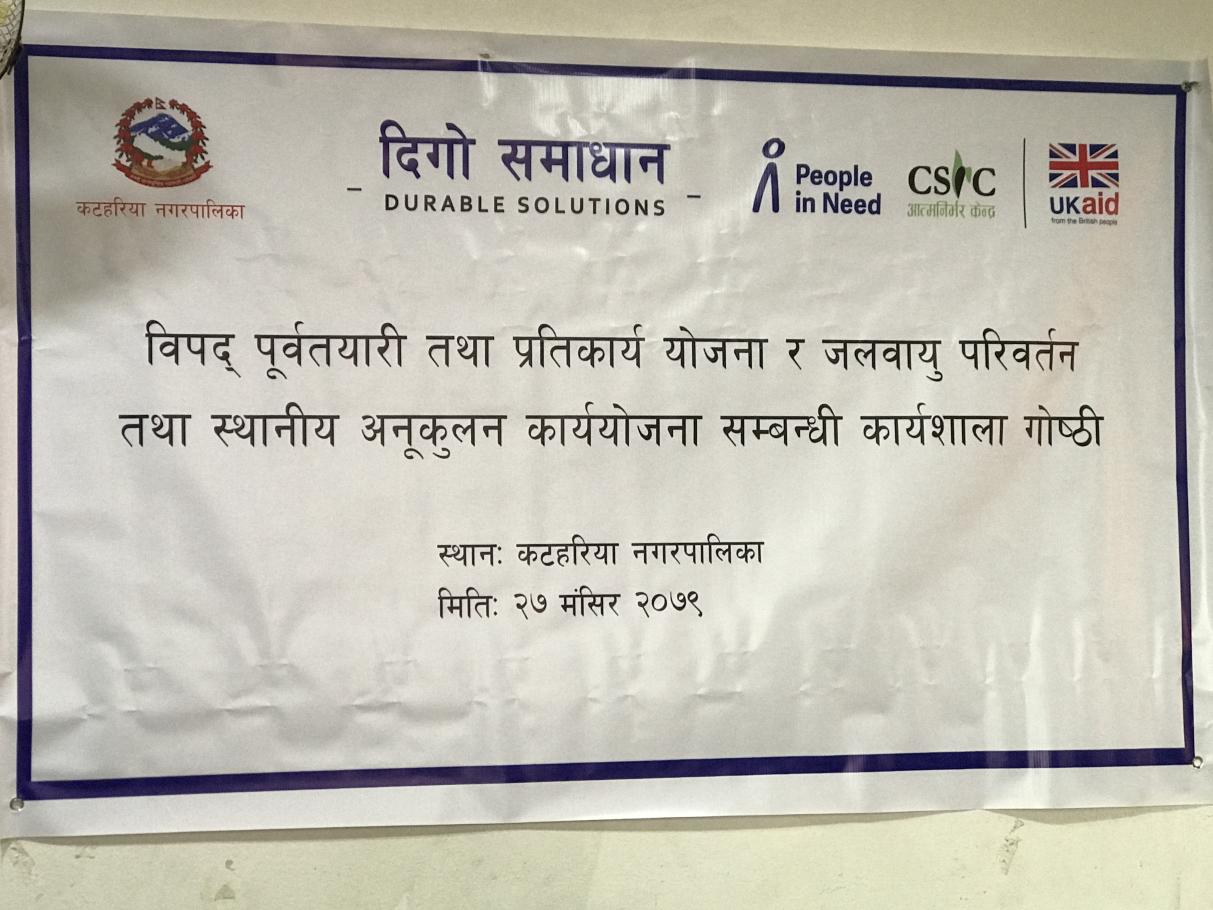 कटहरिया नगरपालिका
- दिगो समाधान -
DURABLE SOLUTIONS
People
in Need
CSRC
आत्मनिर्भर केन्द्र
UKaid
from the British people
विपद् पूर्वतयारी तथा प्रतिकार्य योजना र जलवायु परिवर्तन
तथा स्थानीय अनूकुलन कार्ययोजना सम्बन्धी कार्यशाला गोष्ठी
स्थानः कटहरिया नगरपालिका
मितिः २७ मंसिर २०७९